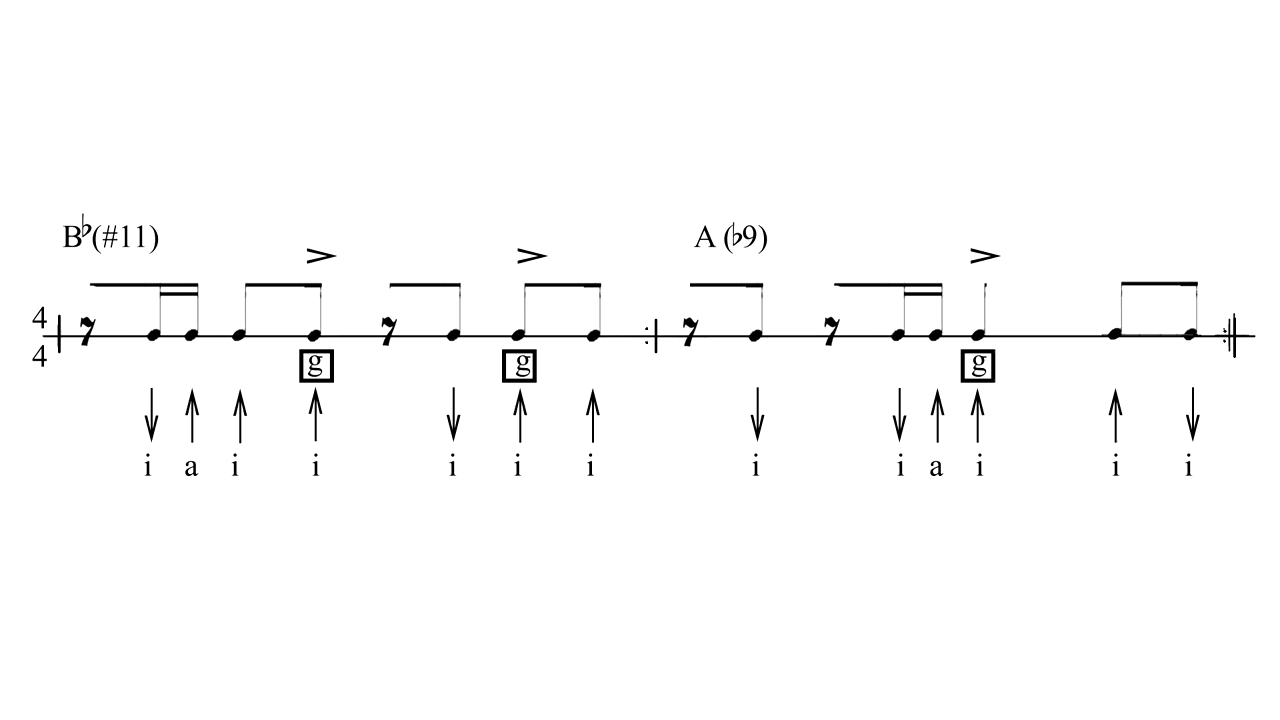 B♭(#11) A (♭9)
4
4
g g g
i a i i i i i i i a i i i